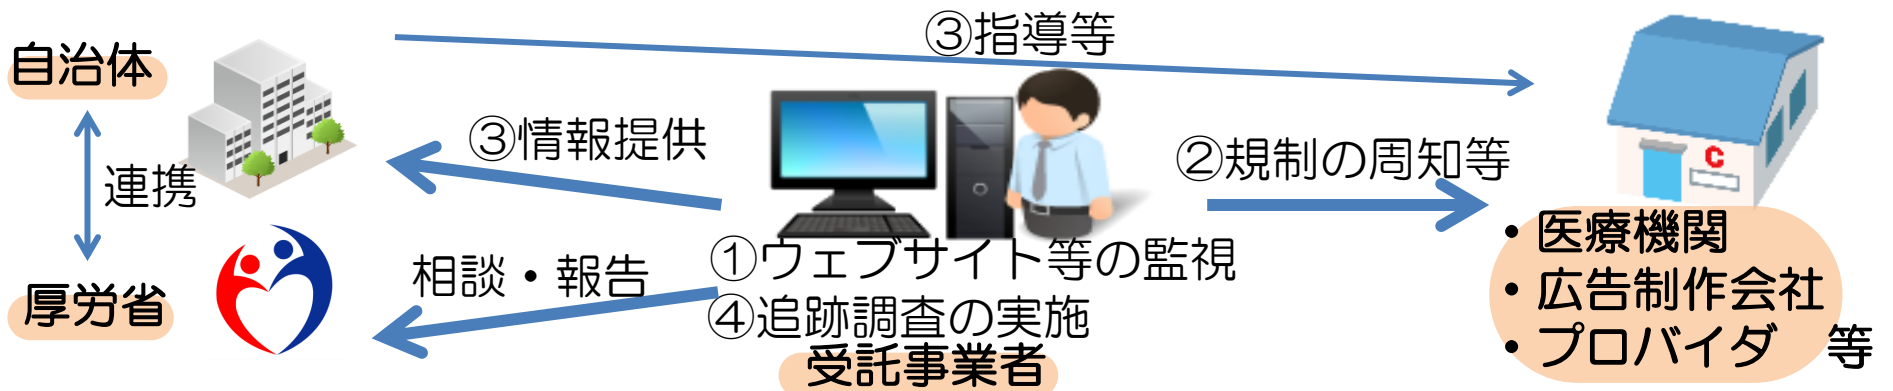 ③指導等
自治体
③情報提供
②規制の周知等
連携
C
・医療機関
・広告制作会社
・プロバイダ 等
①ウェブサイト等の監視
相談・報告
④追跡調査の実施
厚労省
受託事業者